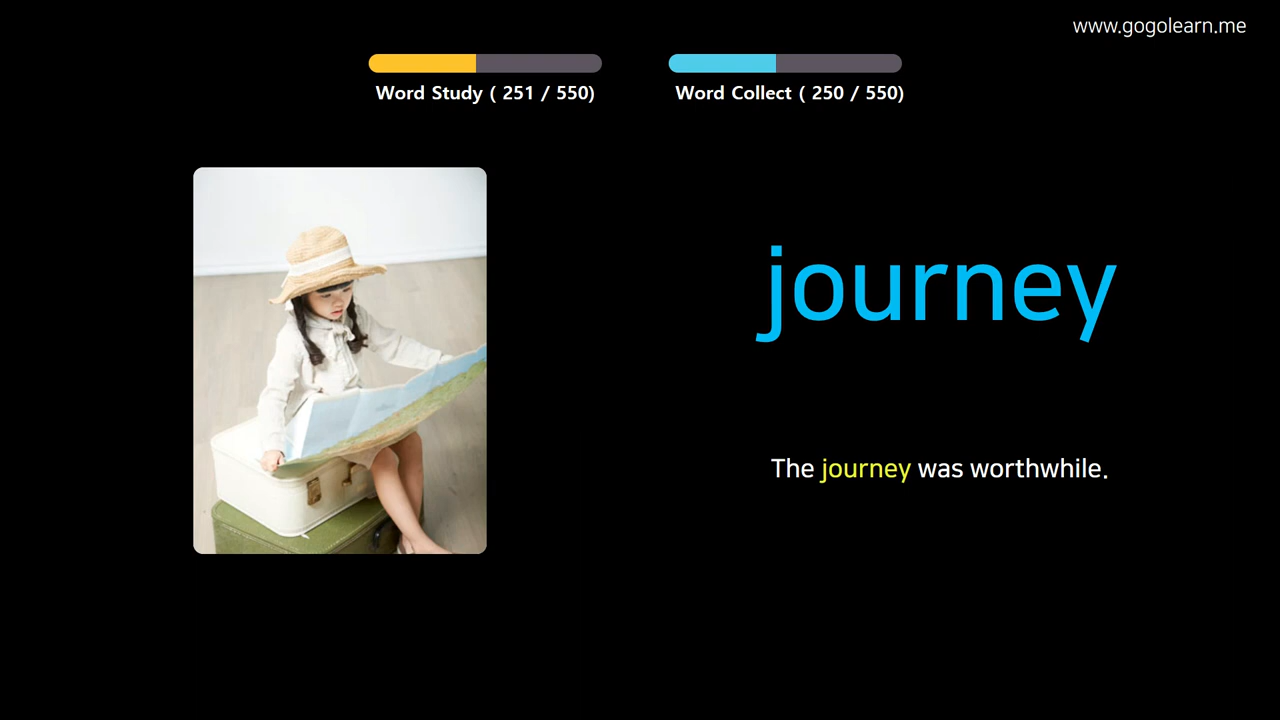 www.gogolearn.me
Word Study ( 251 / 550)
Word Collect ( 250 / 550)
journey
The journey was worthwhile.